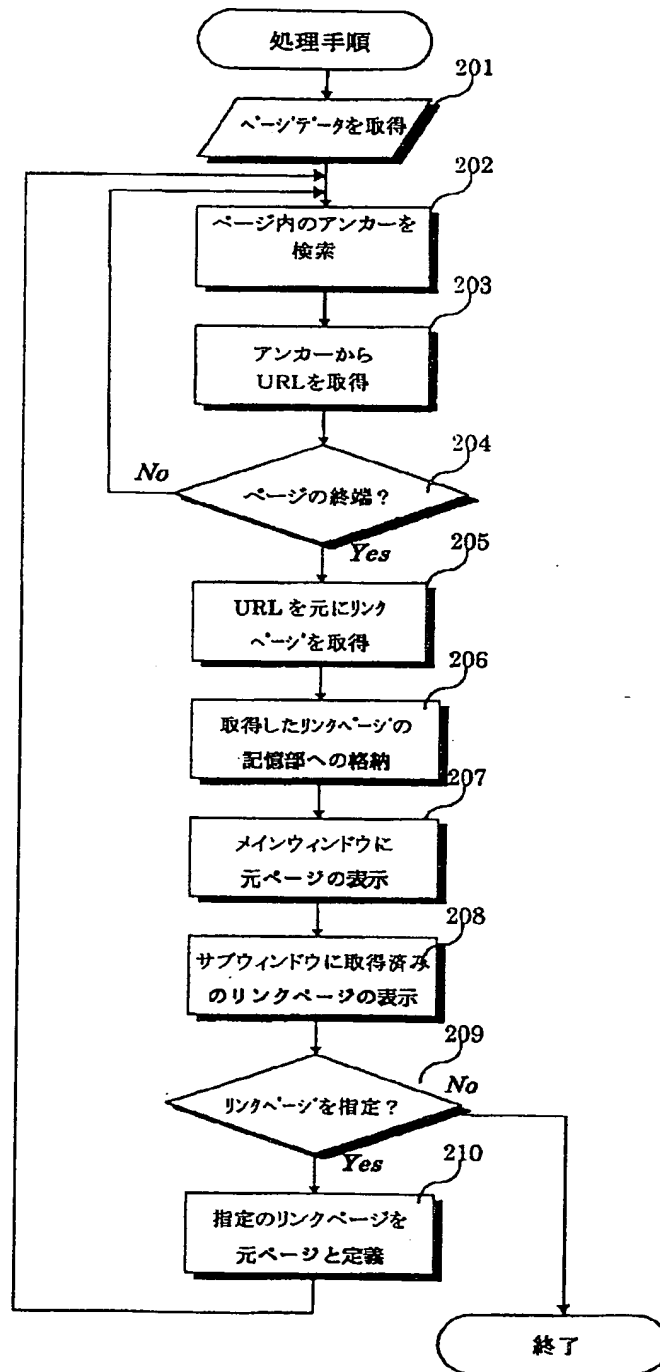 処理手順
201
ページデータを取得
202
ページ内のアンカーを
検索
203
アンカーから
URLを取得
204
No
ページの終端?
Yes
205
URLを元にリンク
ページを取得
206
取得したリンクページの
記憶部への格納
207
メインウィンドウに
元ページの表示
208
サブウィンドウに取得済み
のリンクページの表示
209
No
リンクページを指定?
Yes
210
指定のリンクページを
元ページと定義
終了